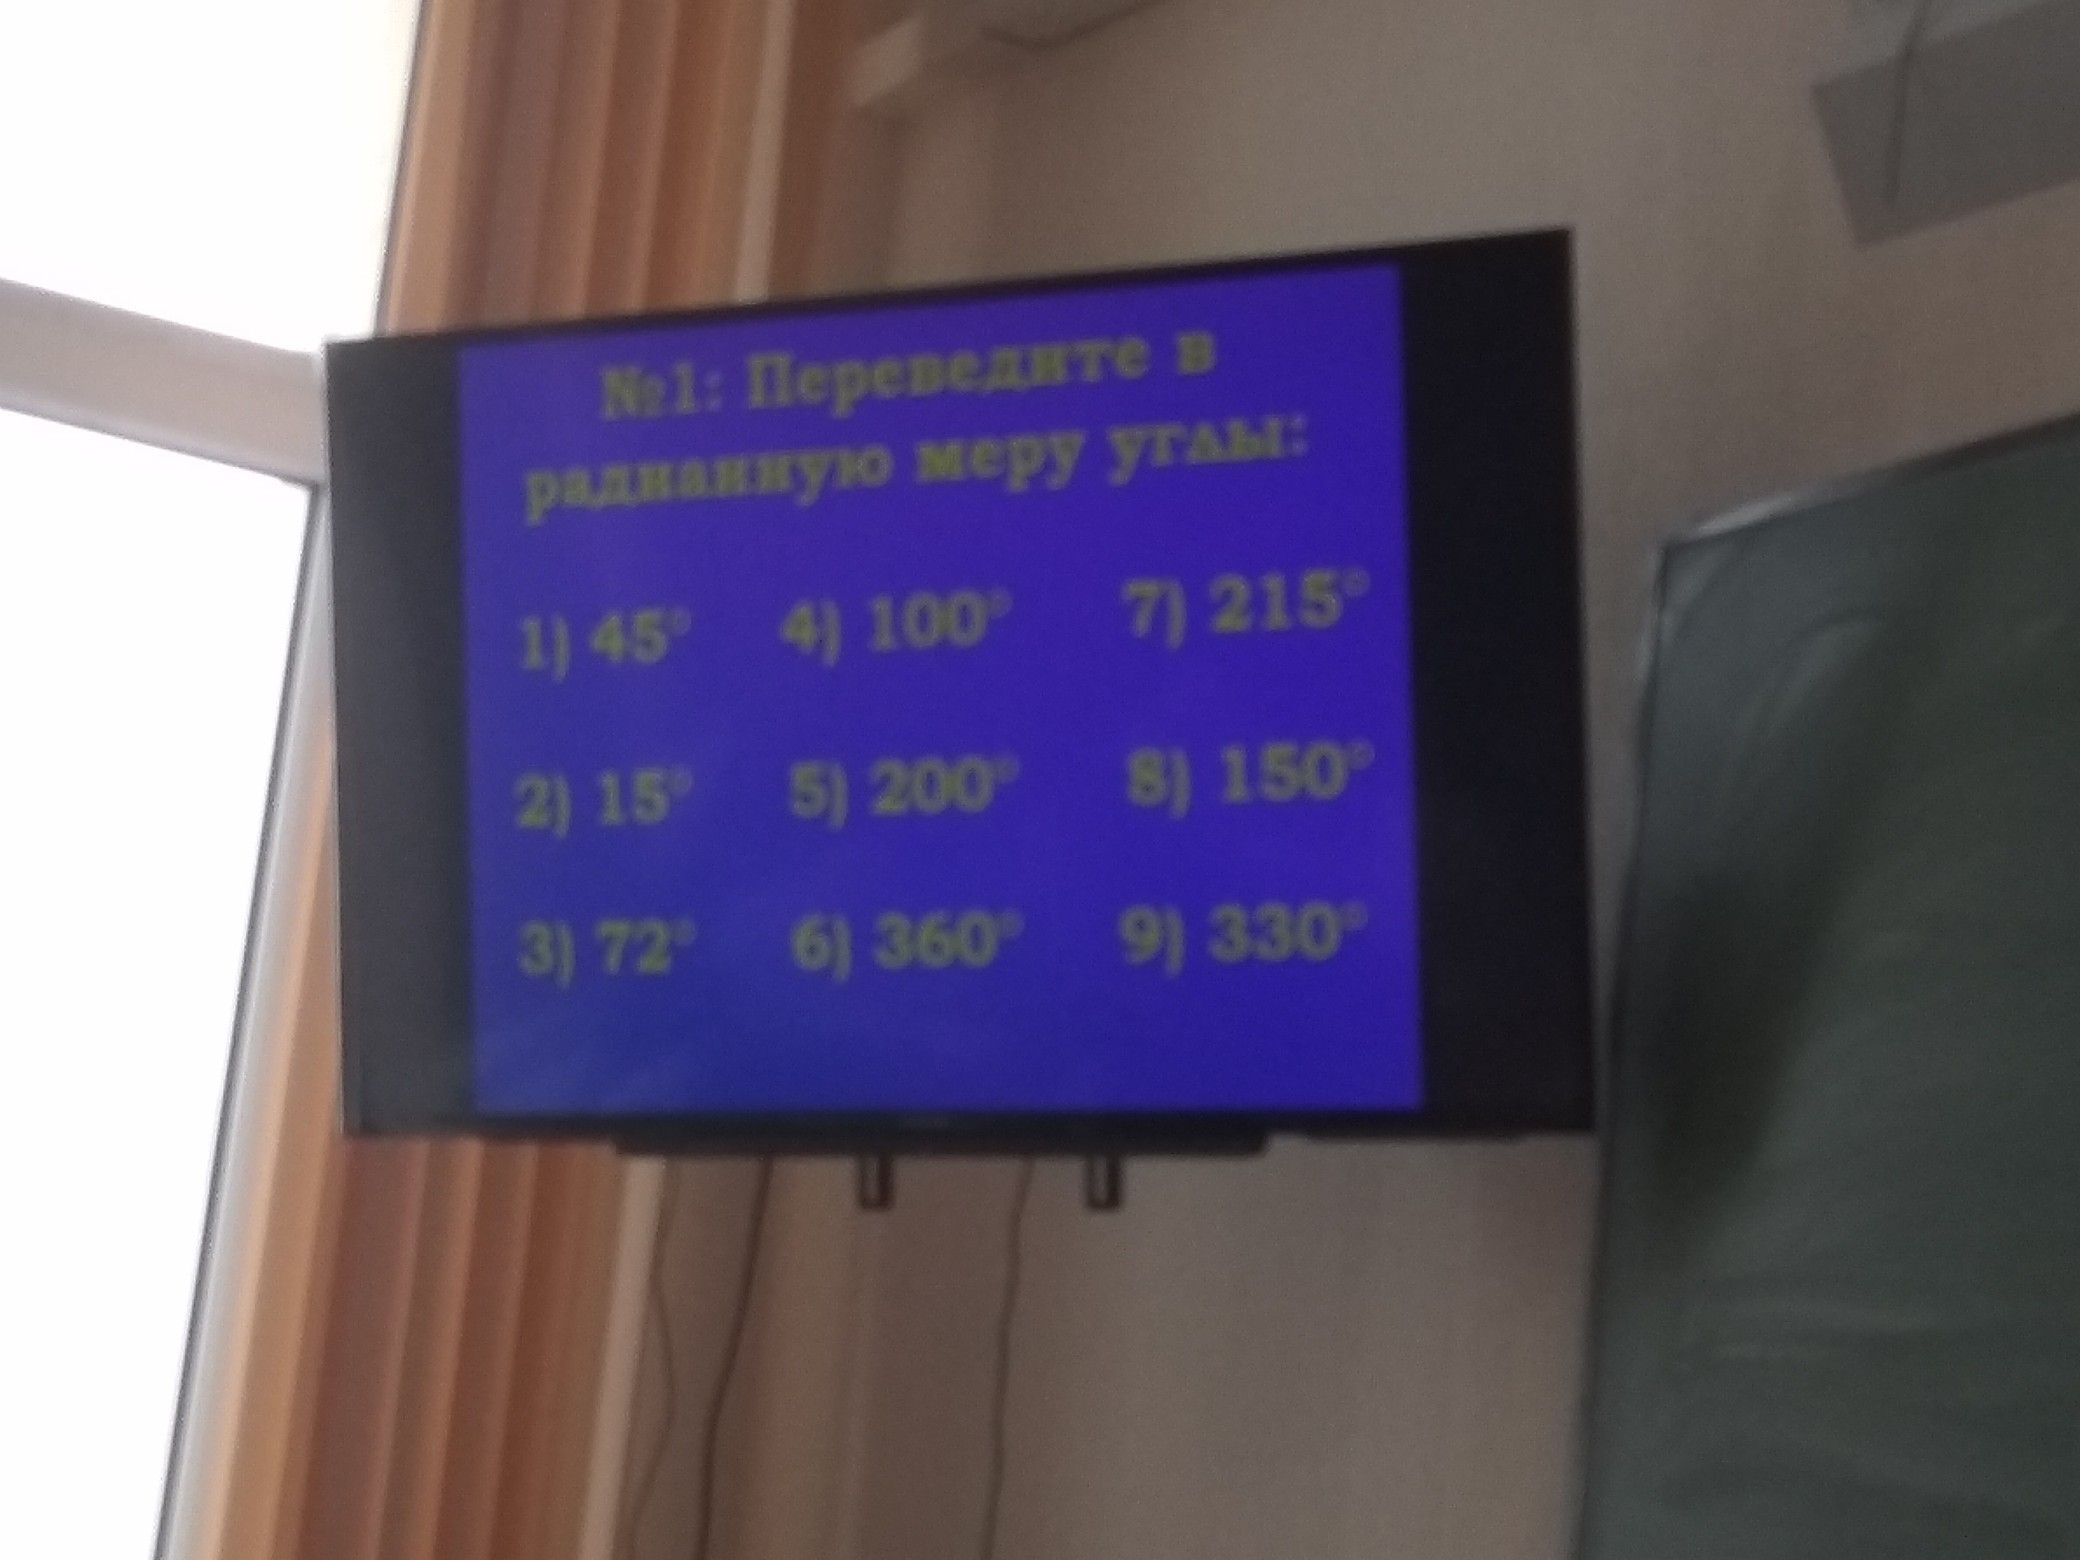 №1: Переведите в
радианную меру углы:
1) 45° 4) 100° 7) 215°
2) 15° 5) 200° 8) 150°
3) 72° 6) 360° 9) 330°